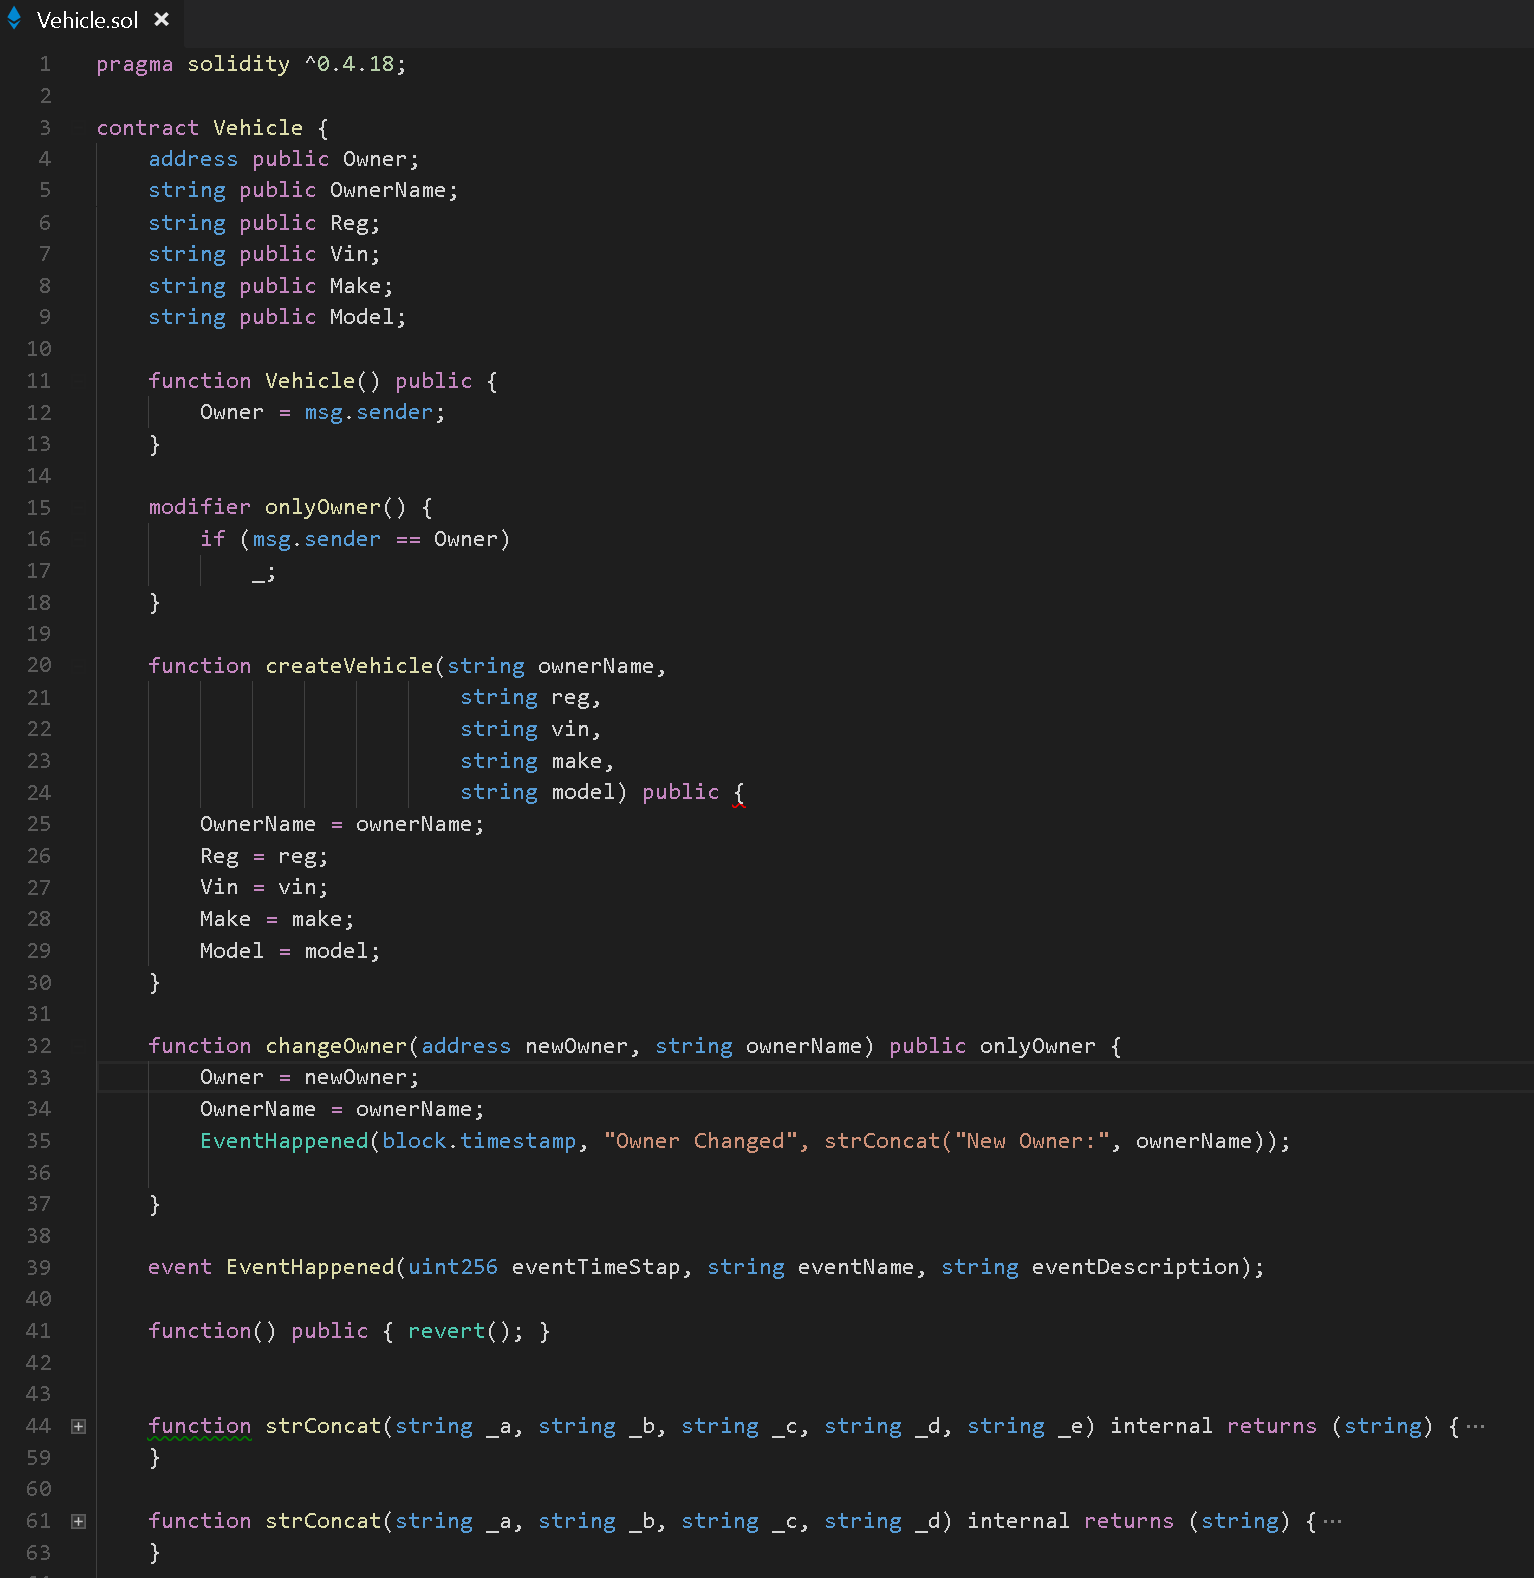 Vehicle.sol ×
1 pragma solidity ^0.4.18;
2
3 contract Vehicle {
4     address public Owner;
5     string public OwnerName;
6     string public Reg;
7     string public Vin;
8     string public Make;
9     string public Model;
10
11     function Vehicle() public {
12         Owner = msg.sender;
13     }
14
15     modifier onlyOwner() {
16         if (msg.sender == Owner)
17             _;
18     }
19
20     function createVehicle(string ownerName,
21                             string reg,
22                             string vin,
23                             string make,
24                             string model) public {
25         OwnerName = ownerName;
26         Reg = reg;
27         Vin = vin;
28         Make = make;
29         Model = model;
30     }
31
32     function changeOwner(address newOwner, string ownerName) public onlyOwner {
33         Owner = newOwner;
34         OwnerName = ownerName;
35         EventHappened(block.timestamp, "Owner Changed", strConcat("New Owner:", ownerName));
36
37     }
38
39     event EventHappened(uint256 eventTimeStap, string eventName, string eventDescription);
40
41     function() public { revert(); }
42
43
44     function strConcat(string _a, string _b, string _c, string _d, string _e) internal returns (string) {···
59     }
60
61     function strConcat(string _a, string _b, string _c, string _d) internal returns (string) {···
63     }